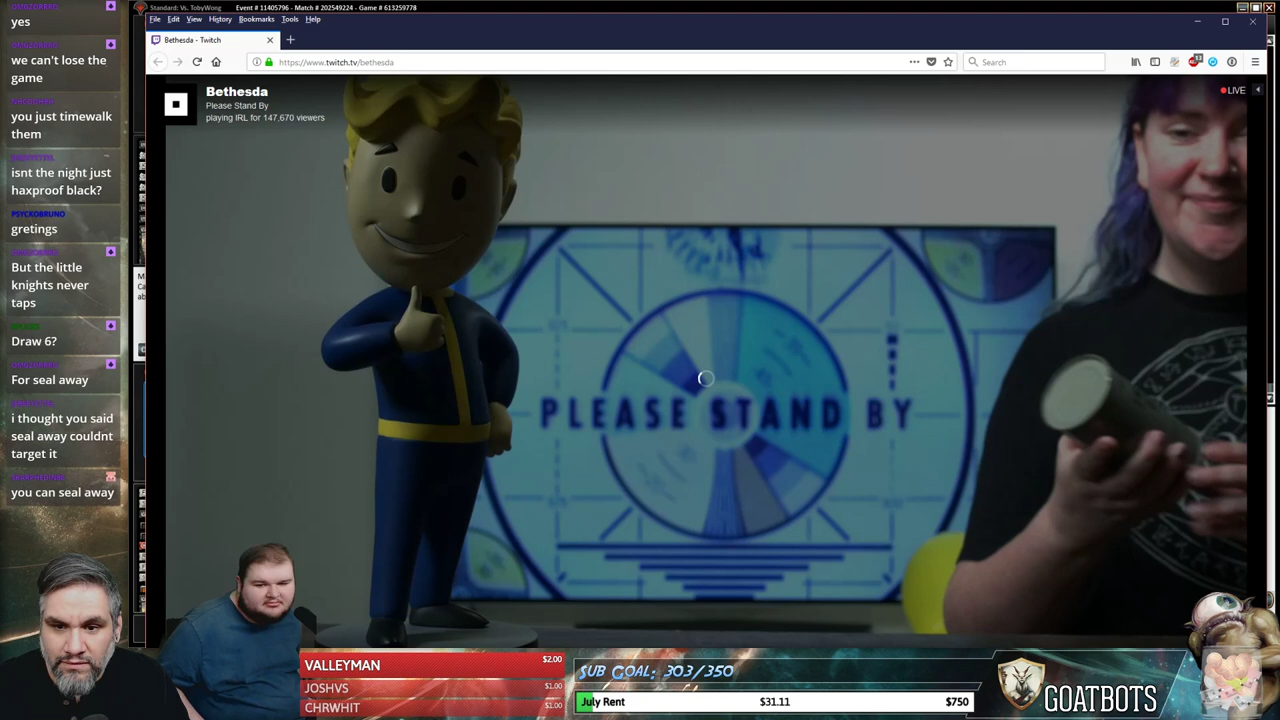 yes
we can't lose the
game
you just timewalk
them
isnt the night just
haxproof black?
PSYCKOBRUNO
gretings
But the little
knights never
taps
Draw 6?
For seal away
i thought you said
seal away couldnt
target it
you can seal away
Standard: Vs. TobyWong
Event # 11405796 - Match # 202549224 - Game # 613259778
File Edit View History Bookmarks Tools Help
Bethesda - Twitch
https://www.twitch.tv/bethesda
Search
Bethesda
Please Stand By
playing IRL for 147,670 viewers
LIVE
PLEASE STAND BY
VALLEYMAN $2.00
JOSHVS $1.00
CHRWHIT $1.00
SUB GOAL: 303/350
July Rent $31.11 $750
GOATBOTS